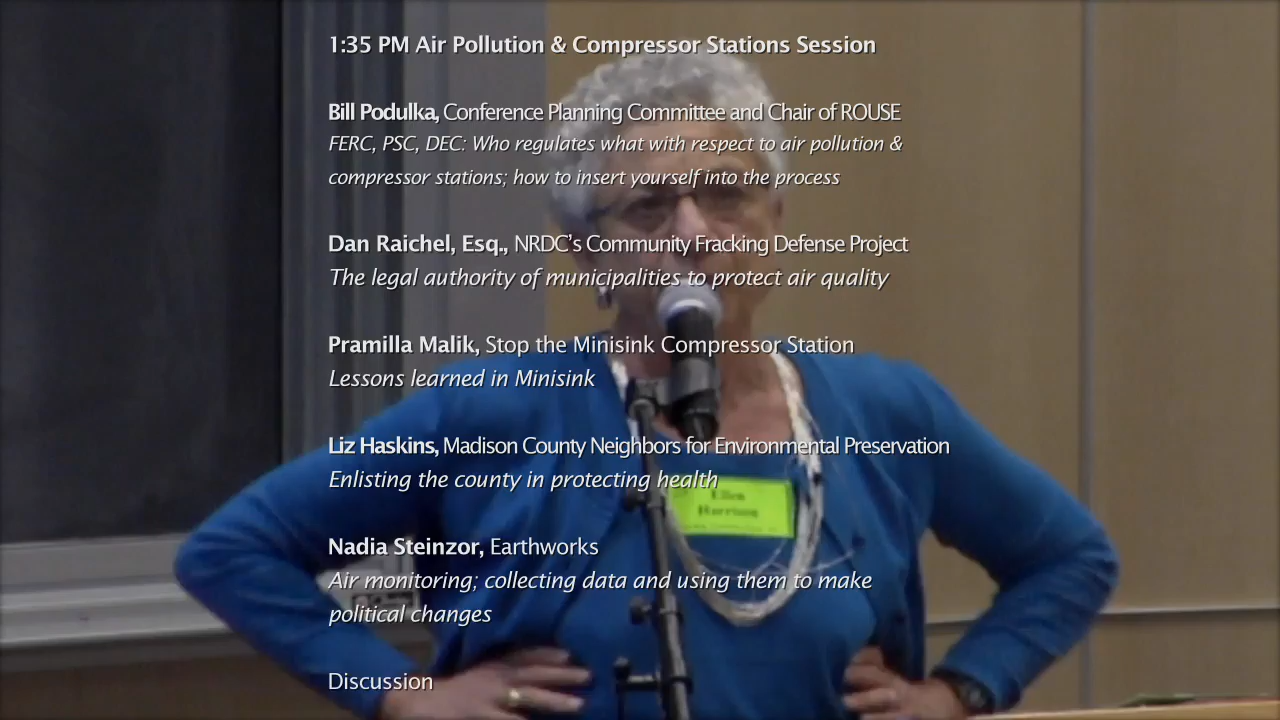 1:35 PM Air Pollution & Compressor Stations Session
Bill Podulka, Conference Planning Committee and Chair of ROUSE
FERC, PSC, DEC: Who regulates what with respect to air pollution &
compressor stations; how to insert yourself into the process
Dan Raichel, Esq., NRDC's Community Fracking Defense Project
The legal authority of municipalities to protect air quality
Pramilla Malik, Stop the Minisink Compressor Station
Lessons learned in Minisink
Liz Haskins, Madison County Neighbors for Environmental Preservation
Enlisting the county in protecting health
Ellen
Harrison
Nadia Steinzor, Earthworks
Air monitoring; collecting data and using them to make
political changes
Discussion